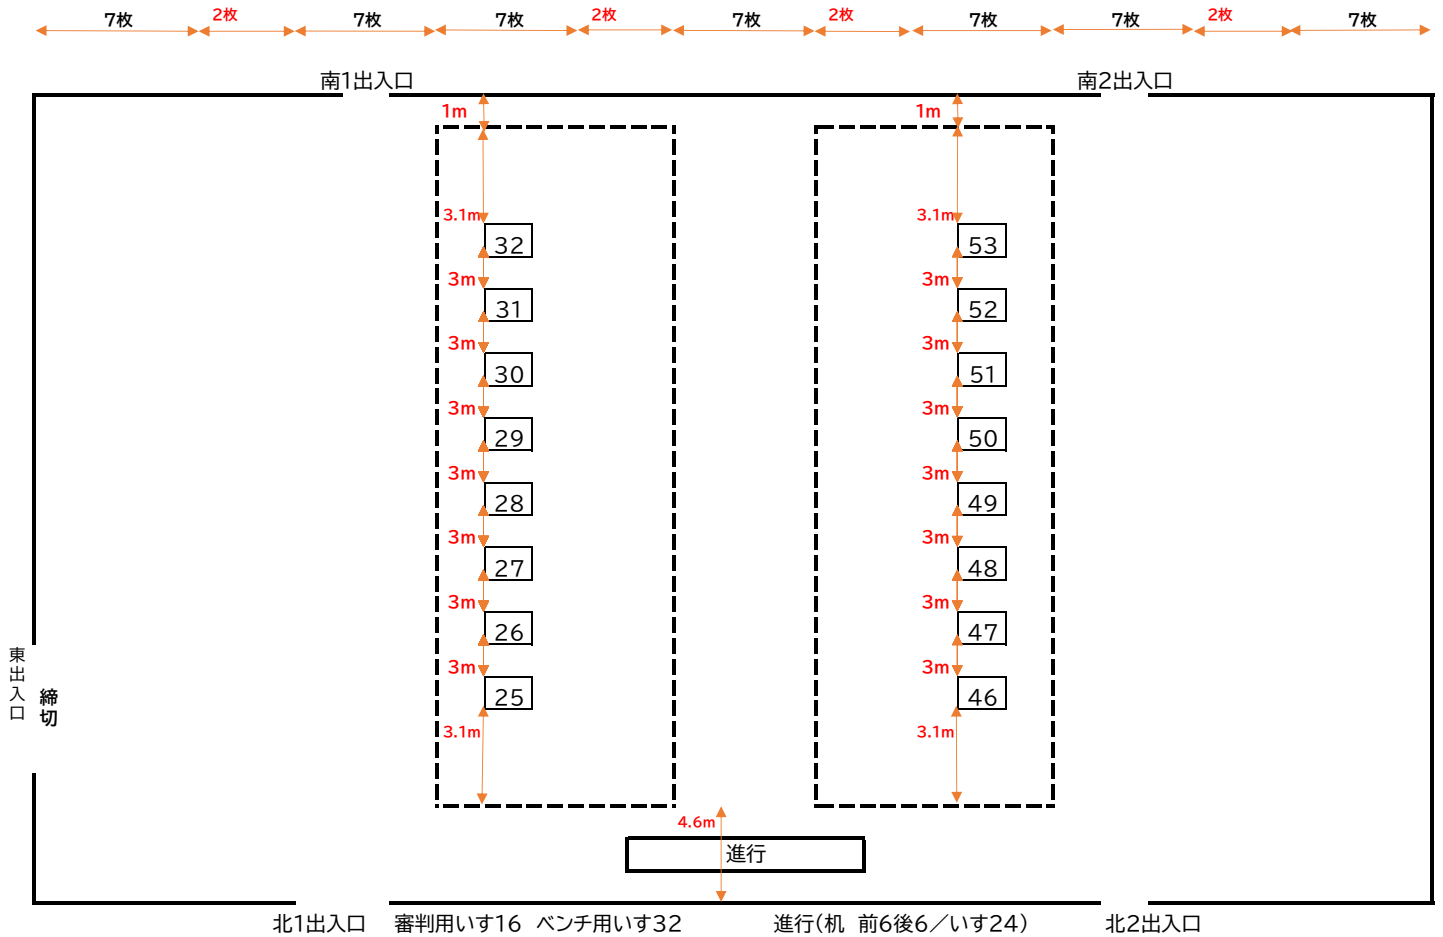 7枚 2枚 7枚 7枚 2枚 7枚 2枚 7枚 7枚 2枚 7枚
南1出入口 南2出入口
1m 1m
3.1m 3.1m
32 53
3m 3m
31 52
3m 3m
30 51
3m 3m
29 50
3m 3m
28 49
3m 3m
27 48
3m 3m
26 47
東出入口
締切
3m 3m
25 46
3.1m 3.1m
4.6m
進行
北1出入口 審判用いす16 ベンチ用いす32 進行(机 前6後6/いす24) 北2出入口